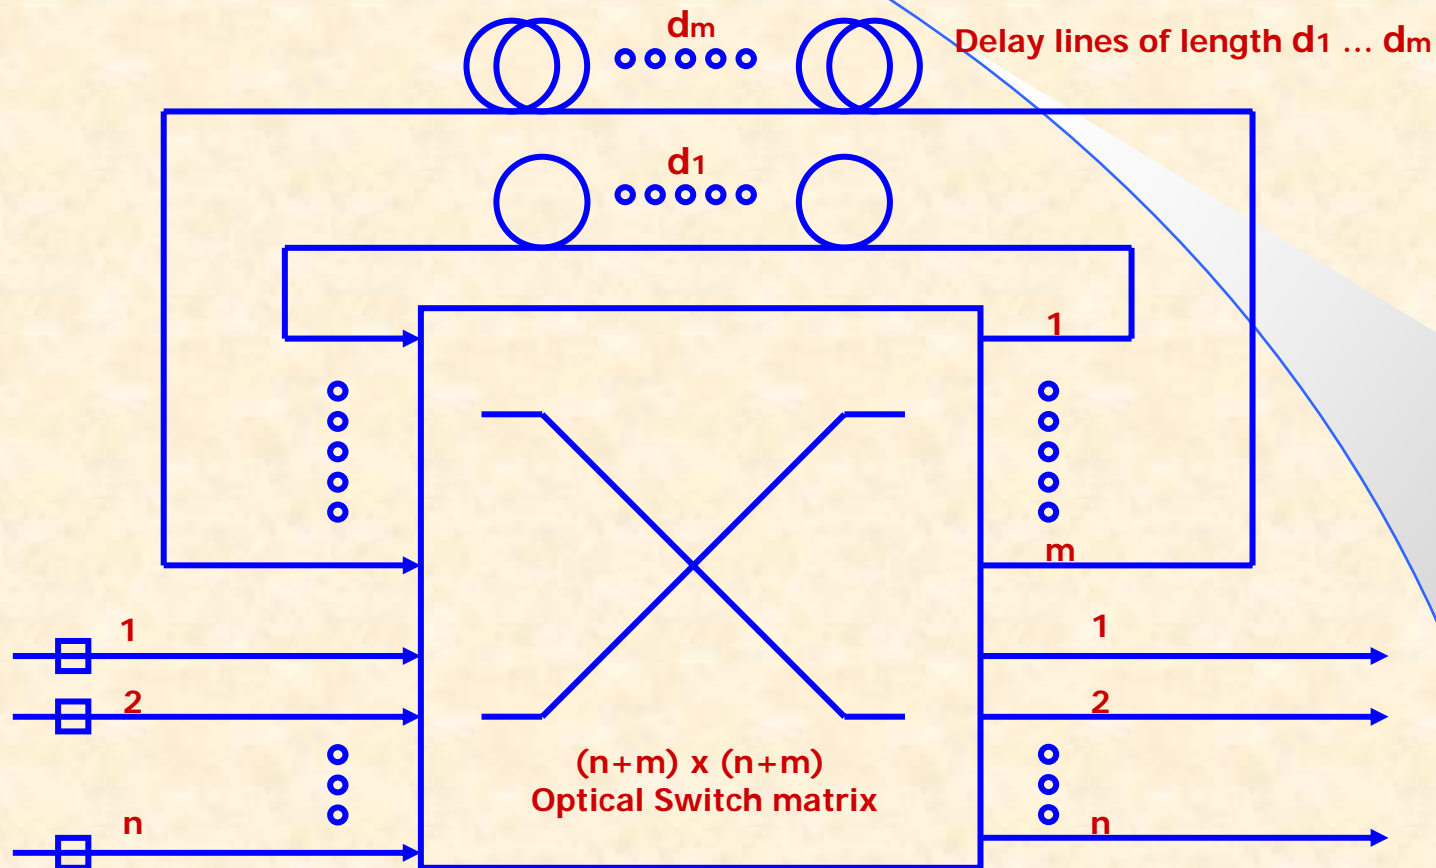 dm
Delay lines of length d1 ... dm
d1
1
m
1
1
2
2
(n+m) x (n+m)
Optical Switch matrix
n
n